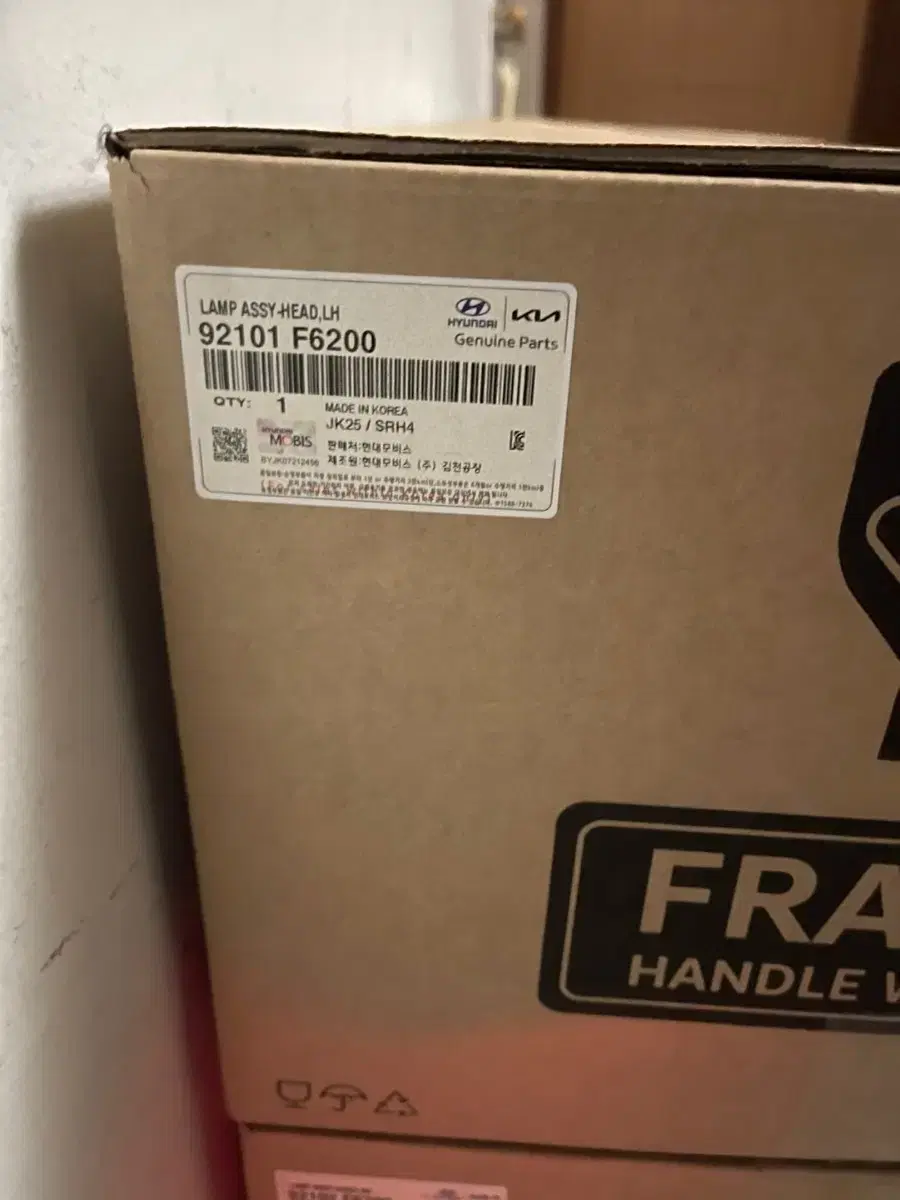 LAMP ASSY-HEAD,LH
92101 F6200
HYUNDAI
KIA
Genuine Parts
QTY: 1
MADE IN KOREA
JK25 / SRH4
HYUNDAI
MOBIS
BYJK07212456
판매처:현대모비스
제조원:현대모비스 (주) 김천공장
FRA
HANDLE